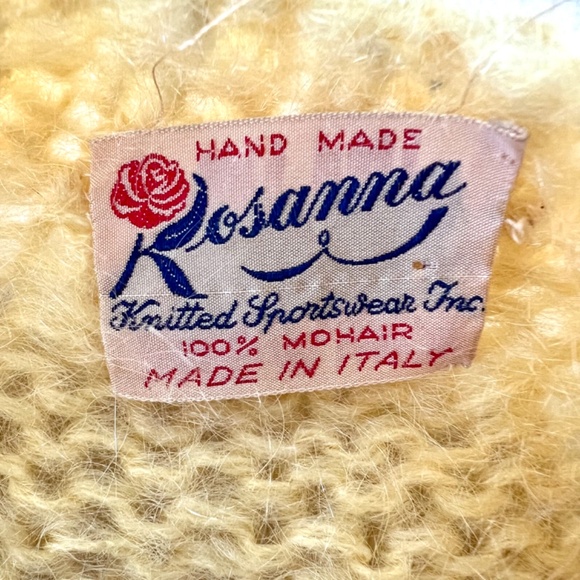 HAND MADE
Rosanna
Knitted Sportswear Inc.
100% MOHAIR
MADE IN ITALY